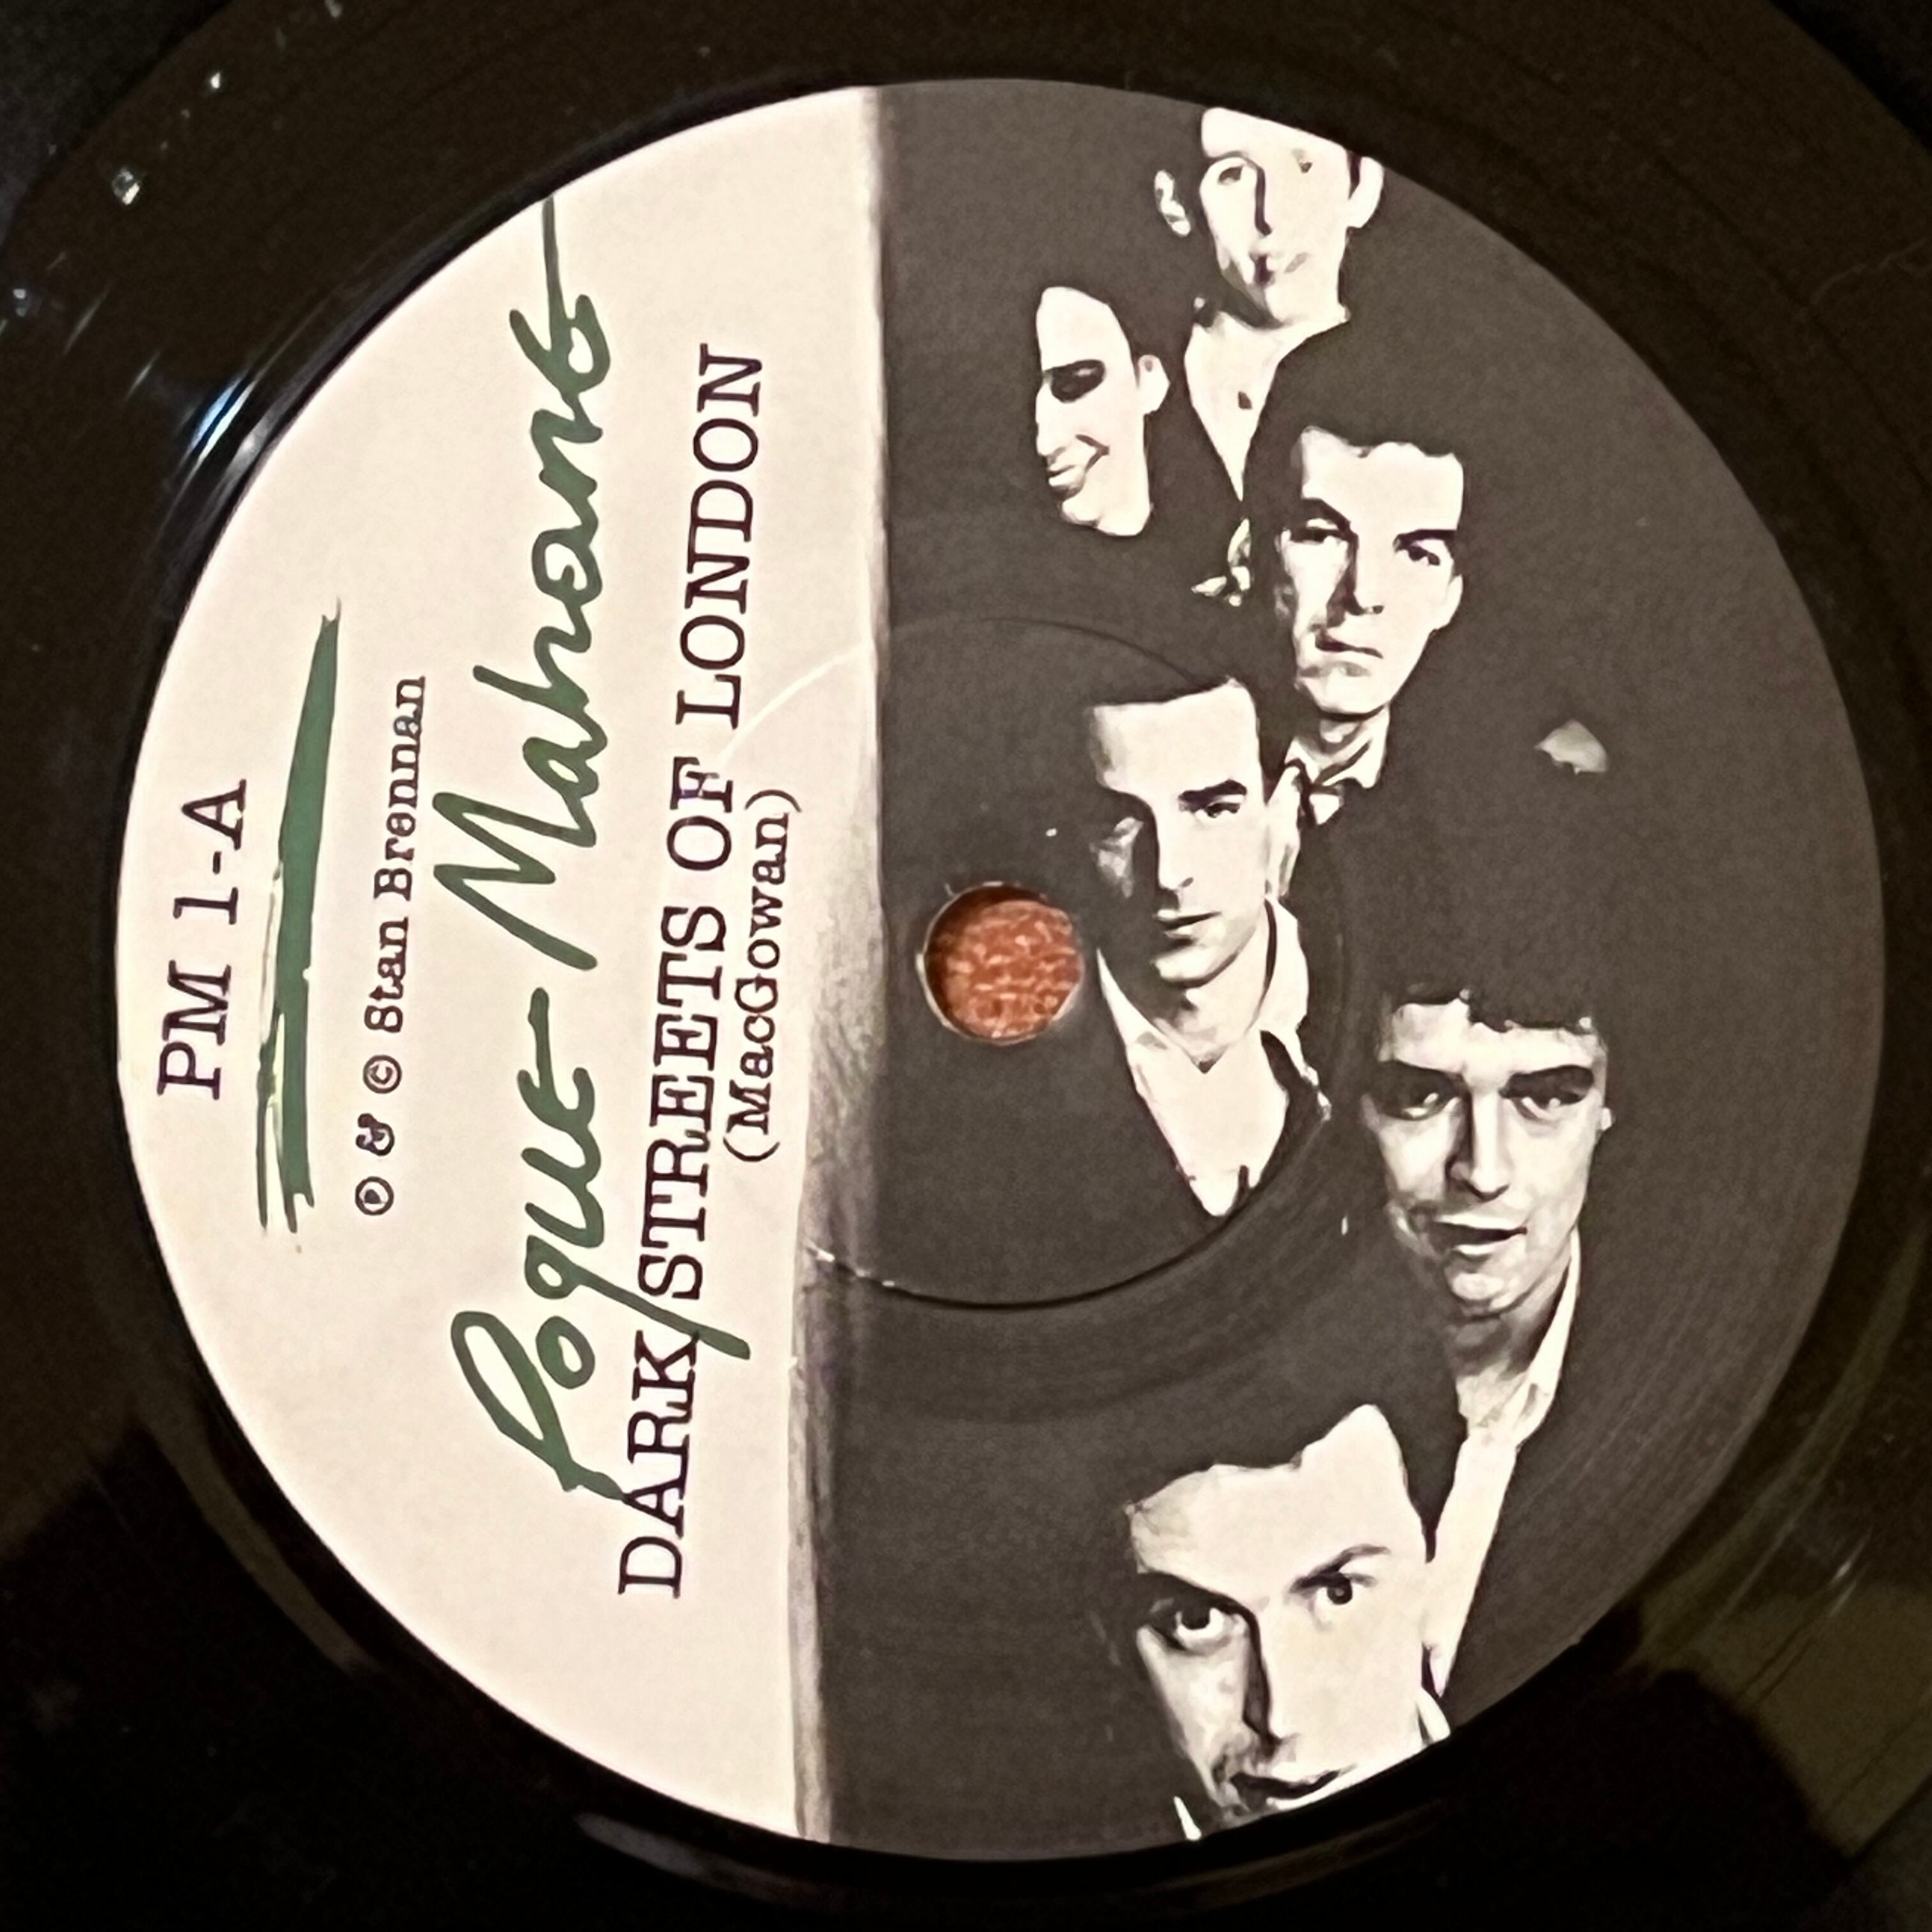 PM 1-A
℗ & © Stan Brennan
Pogue-Mahone
DARK STREETS OF LONDON
(MacGowan)